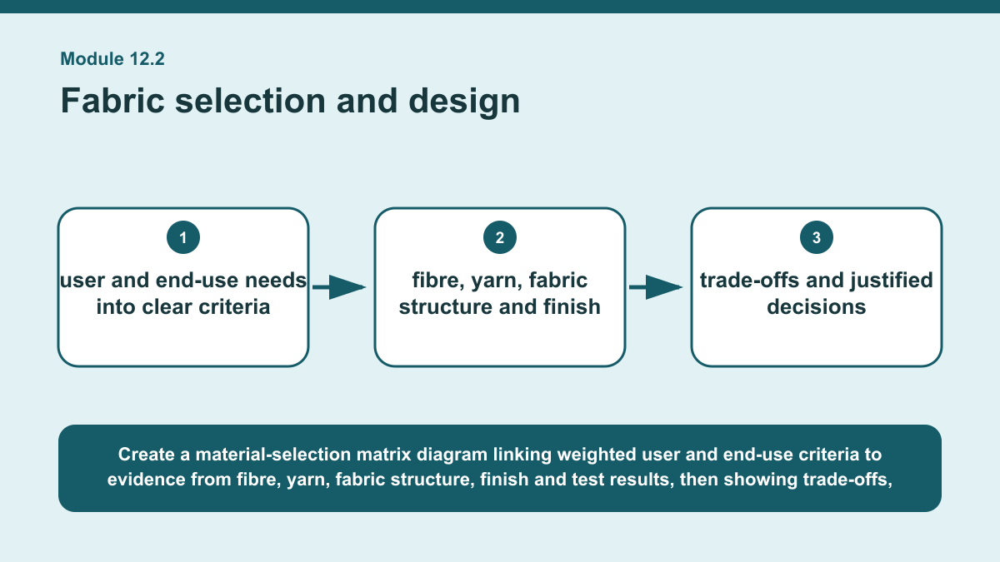 Module 12.2
Fabric selection and design
1
user and end-use needs
into clear criteria
2
fibre, yarn, fabric
structure and finish
3
trade-offs and justified
decisions
Create a material-selection matrix diagram linking weighted user and end-use criteria to
evidence from fibre, yarn, fabric structure, finish and test results, then showing trade-offs,